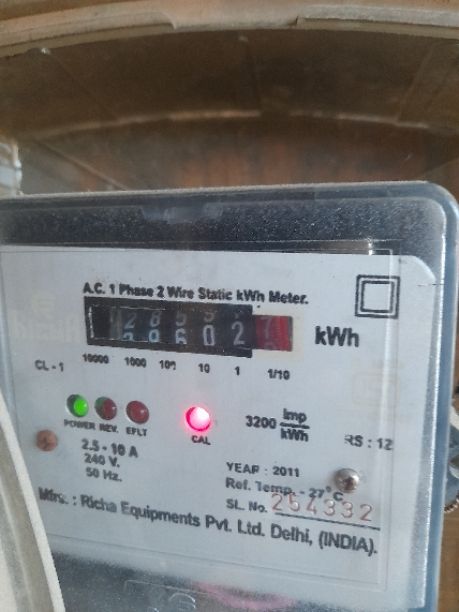 A.C. 1 Phase 2 Wire Static kWh Meter.
602 kWh
CL - 1 10000 1000 100 10 1 1/10
POWER REV. EFLT CAL
3200 Imp/kWh
RS : 12
2.5 - 10 A
240 V.
50 Hz.
YEAR : 2011
Ref. Temp. - 27°C
SL. No. 254332
Mfrs. : Richa Equipments Pvt. Ltd. Delhi, (INDIA).